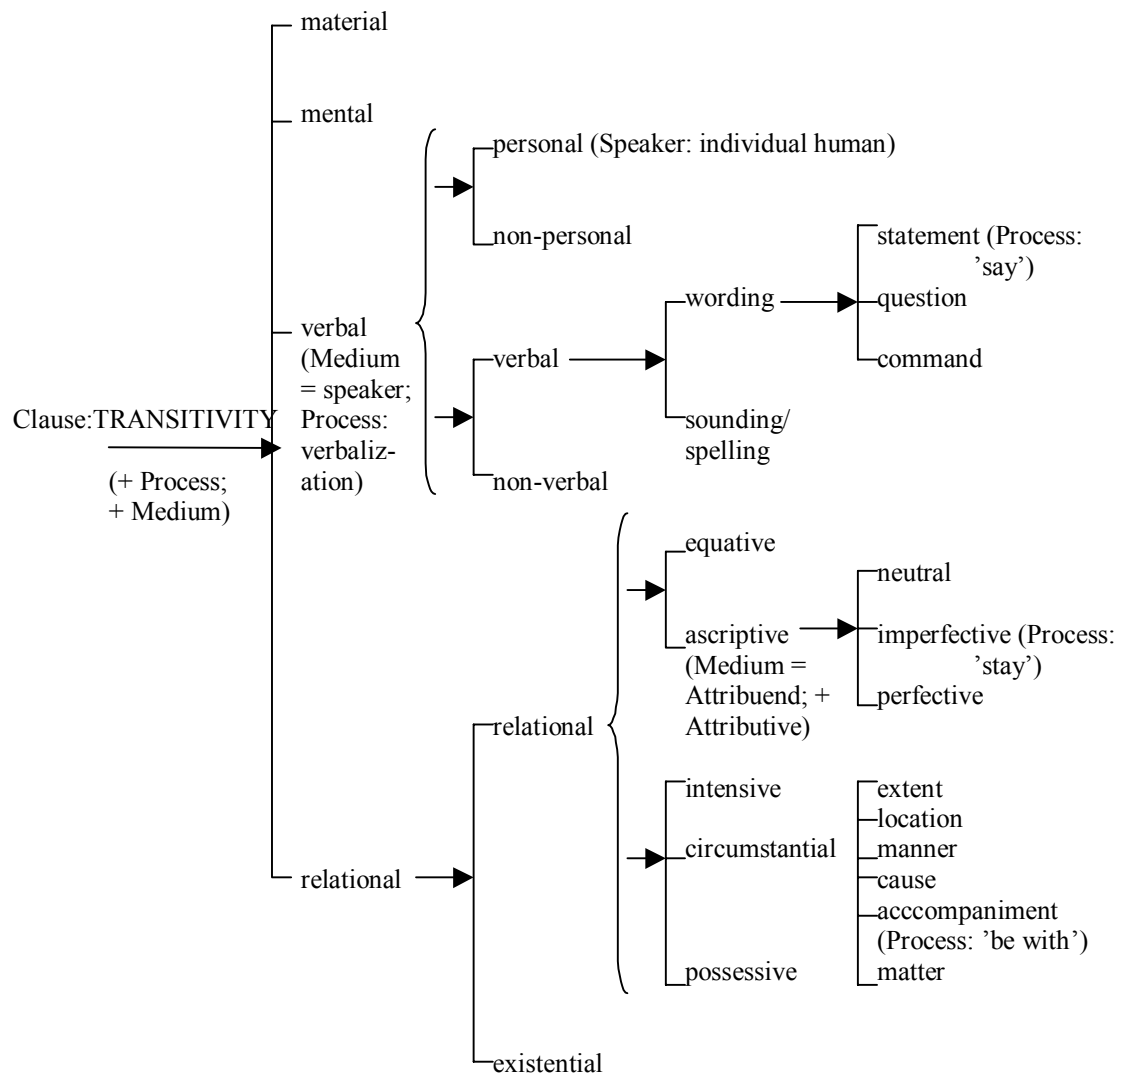 material
mental
personal (Speaker: individual human)
non-personal
statement (Process:
’say’)
wording
question
verbal
(Medium
= speaker;
Process:
verbaliz-
ation)
verbal
command
Clause:TRANSITIVITY
(+ Process;
+ Medium)
sounding/
spelling
non-verbal
equative
neutral
ascriptive
(Medium =
Attribuend; +
Attributive)
imperfective (Process:
’stay’)
perfective
relational
intensive
extent
location
circumstantial
manner
cause
relational
acccompaniment
(Process: ’be with’)
possessive
matter
existential